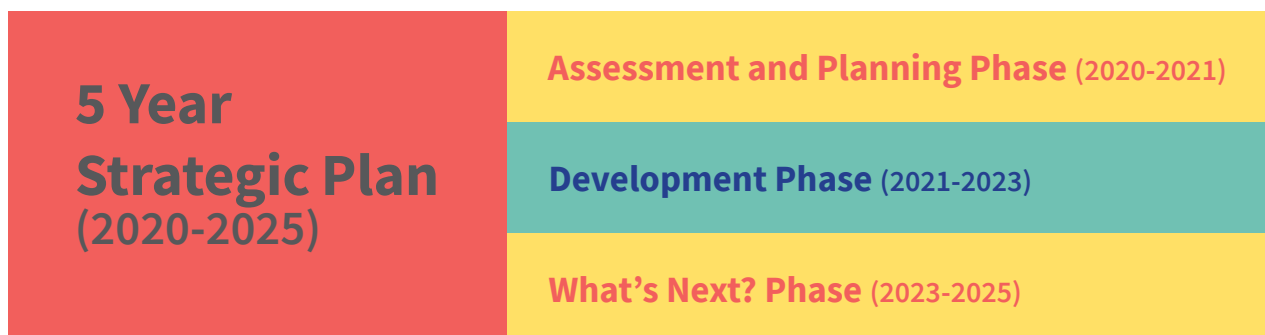 5 Year
Strategic Plan
(2020-2025)
Assessment and Planning Phase (2020-2021)
Development Phase (2021-2023)
What’s Next? Phase (2023-2025)